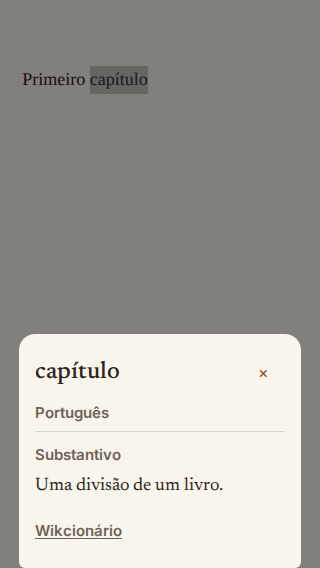 Primeiro capítulo
capítulo
×
Português
Substantivo
Uma divisão de um livro.
Wikcionário